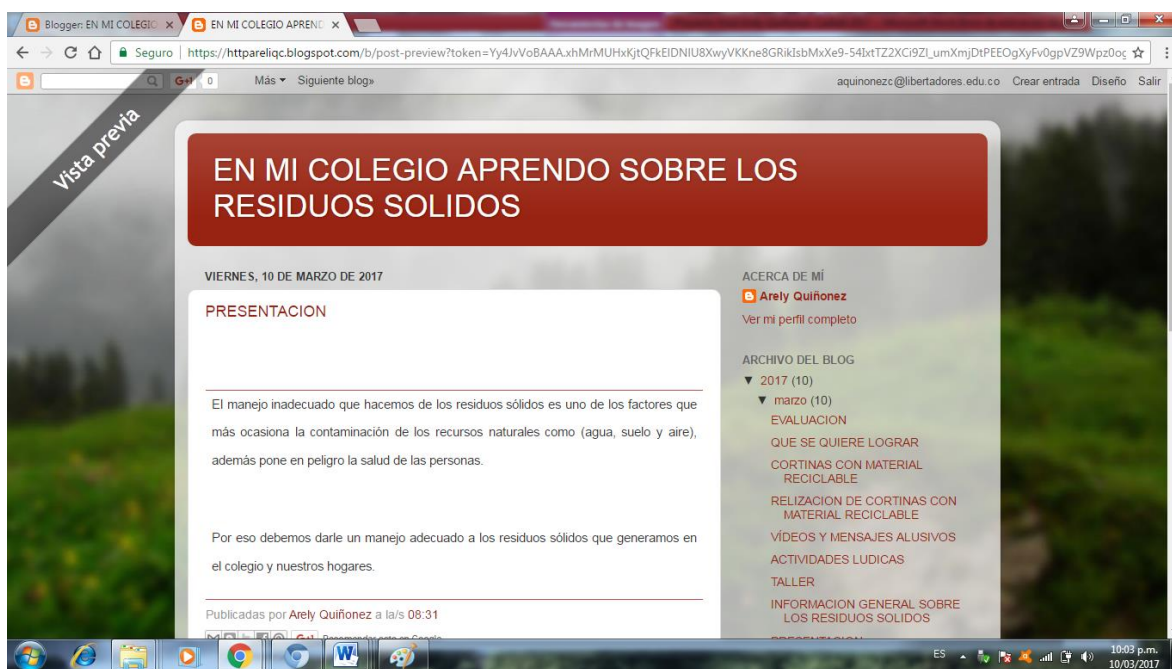 Blogger: EN MI COLEGIO
EN MI COLEGIO APREND
Seguro
https://httpareliqc.blogspot.com/b/post-preview?token=
G+1 0
Más
Siguiente blog»
aquinonezc@libertadores.edu.co
Crear entrada
Diseño
Salir
Vista previa
EN MI COLEGIO APRENDO SOBRE LOS
RESIDUOS SOLIDOS
VIERNES, 10 DE MARZO DE 2017
PRESENTACION
El manejo inadecuado que hacemos de los residuos sólidos es uno de los factores que
más ocasiona la contaminación de los recursos naturales como (agua, suelo y aire),
además pone en peligro la salud de las personas.
Por eso debemos darle un manejo adecuado a los residuos sólidos que generamos en
el colegio y nuestros hogares.
Publicadas por Arely Quiñonez a la/s 08:31
ACERCA DE MÍ
Arely Quiñonez
Ver mi perfil completo
ARCHIVO DEL BLOG
▼ 2017 (10)
▼ marzo (10)
EVALUACION
QUE SE QUIERE LOGRAR
CORTINAS CON MATERIAL
RECICLABLE
RELIZACION DE CORTINAS CON
MATERIAL RECICLABLE
VÍDEOS Y MENSAJES ALUSIVOS
ACTIVIDADES LUDICAS
TALLER
INFORMACION GENERAL SOBRE
LOS RESIDUOS SOLIDOS
PRESENTACION
ES
10:03 p.m.
10/03/2017